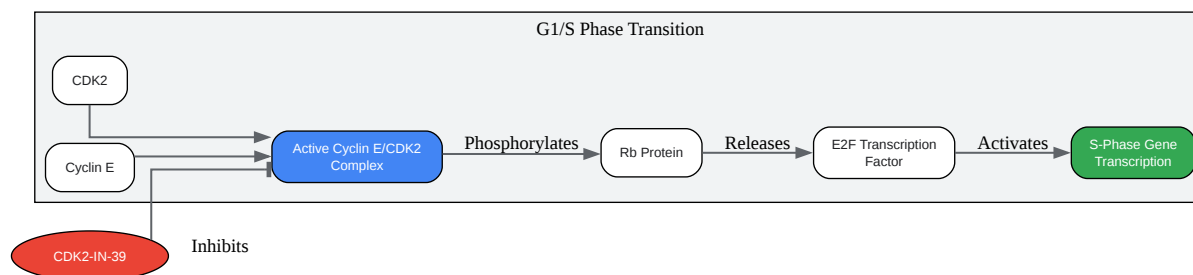 G1/S Phase Transition
CDK2
Cyclin E
Active Cyclin E/CDK2
Complex
Phosphorylates
Rb Protein
Releases
E2F Transcription
Factor
Activates
S-Phase Gene
Transcription
CDK2-IN-39
Inhibits